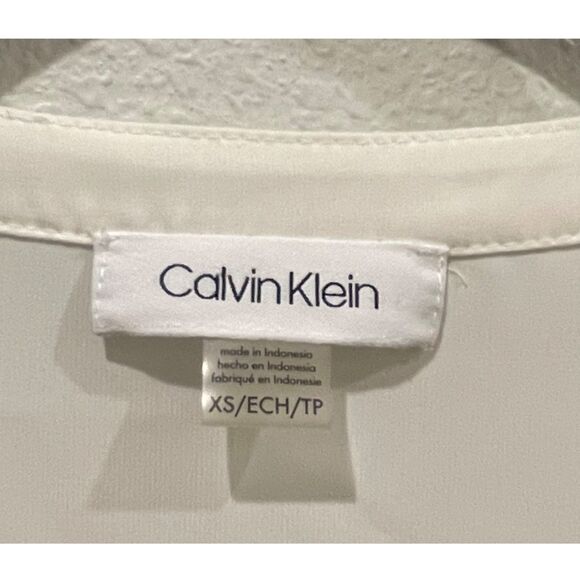 Calvin Klein
made in Indonesia
hecho en Indonesia
fabriqué en Indonesie
XS/ECH/TP